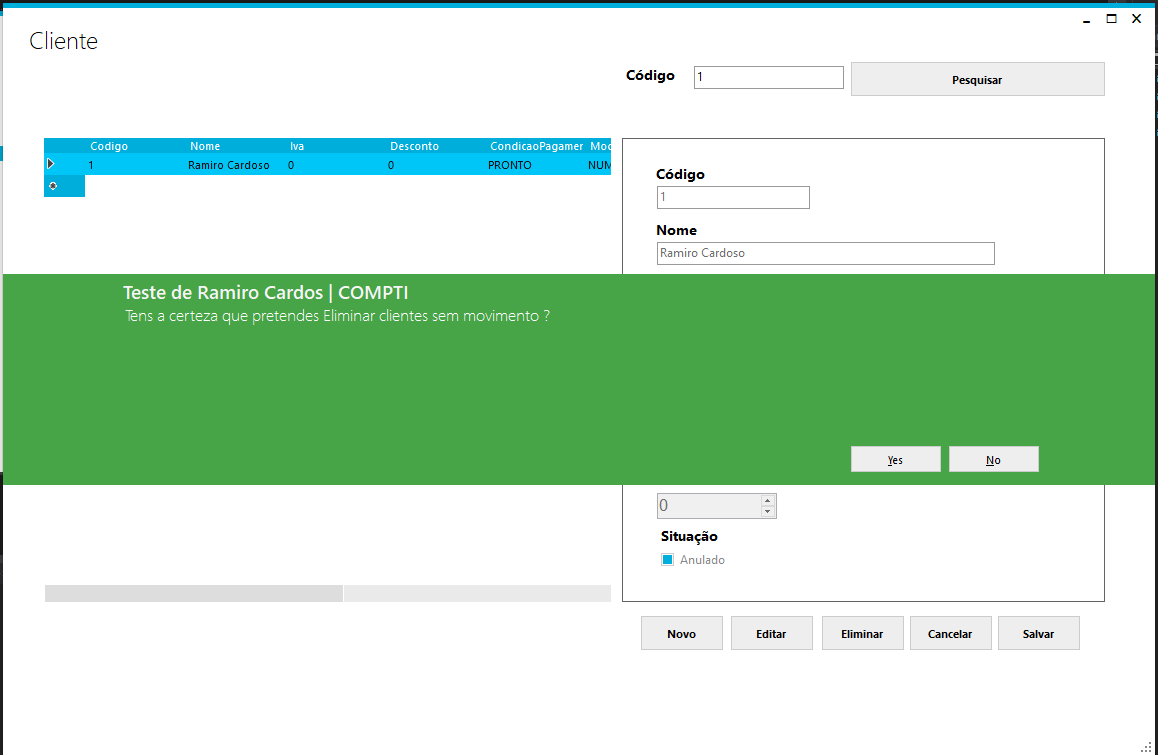 Cliente
Código 1 Pesquisar
Codigo Nome Iva Desconto CondicaoPagamer Moc
1 Ramiro Cardoso 0 0 PRONTO NUM
Código
1
Nome
Ramiro Cardoso
Teste de Ramiro Cardos | COMPTI
Tens a certeza que pretendes Eliminar clientes sem movimento ?
Yes No
0
Situação
Anulado
Novo Editar Eliminar Cancelar Salvar